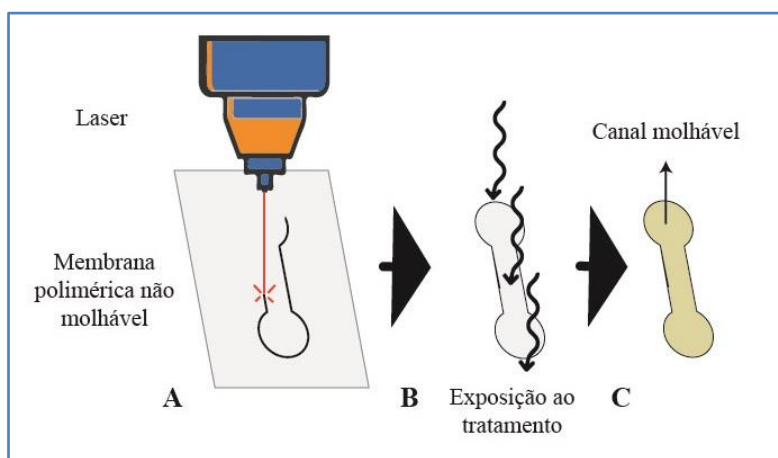 Laser
Membrana
polimérica não
molhável
A
B
Exposição ao
tratamento
C
Canal molhável